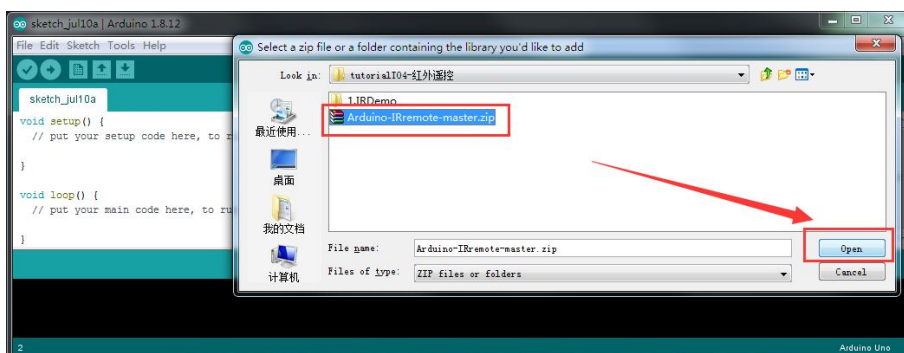 sketch_jul10a | Arduino 1.8.12
File Edit Sketch Tools Help
sketch_jul10a
void setup() {
// put your setup code here, to r
}
void loop() {
// put your main code here, to ru
}
Select a zip file or a folder containing the library you'd like to add
Look in: tutorial04-红外遥控
1.IRDemo
Arduino-IRremote-master.zip
最近使用...
桌面
我的文档
计算机
File name: Arduino-IRremote-master.zip Open
Files of type: ZIP files or folders Cancel
2 Arduino Uno